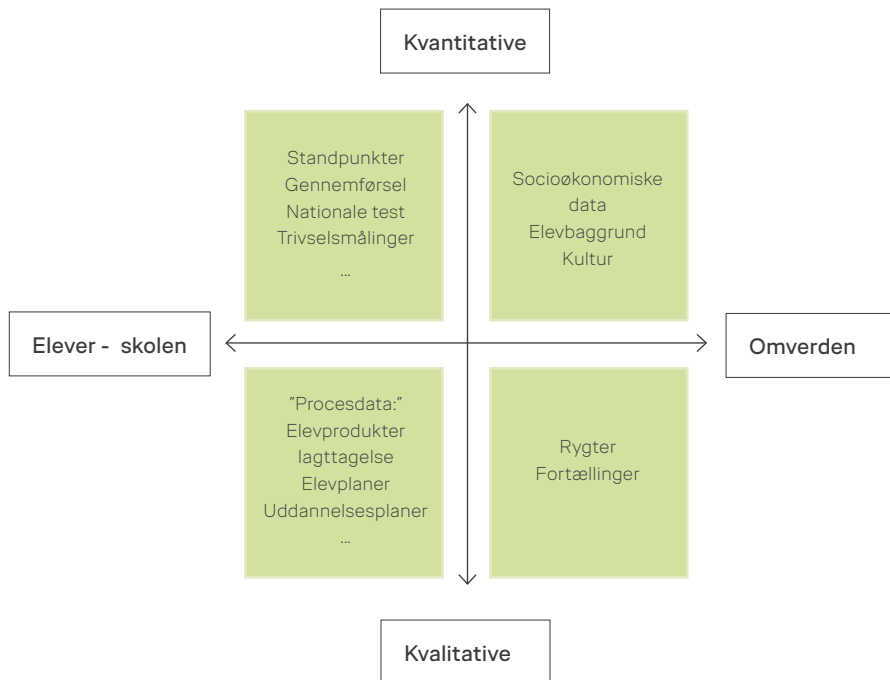 Kvantitative
Standpunkter
Gennemførsel
Nationale test
Trivselsmålinger
...
Socioøkonomiske
data
Elevbaggrund
Kultur
Elever - skolen
Omverden
”Procesdata:”
Elevprodukter
Iagttagelse
Elevplaner
Uddannelsesplaner
...
Rygter
Fortællinger
Kvalitative